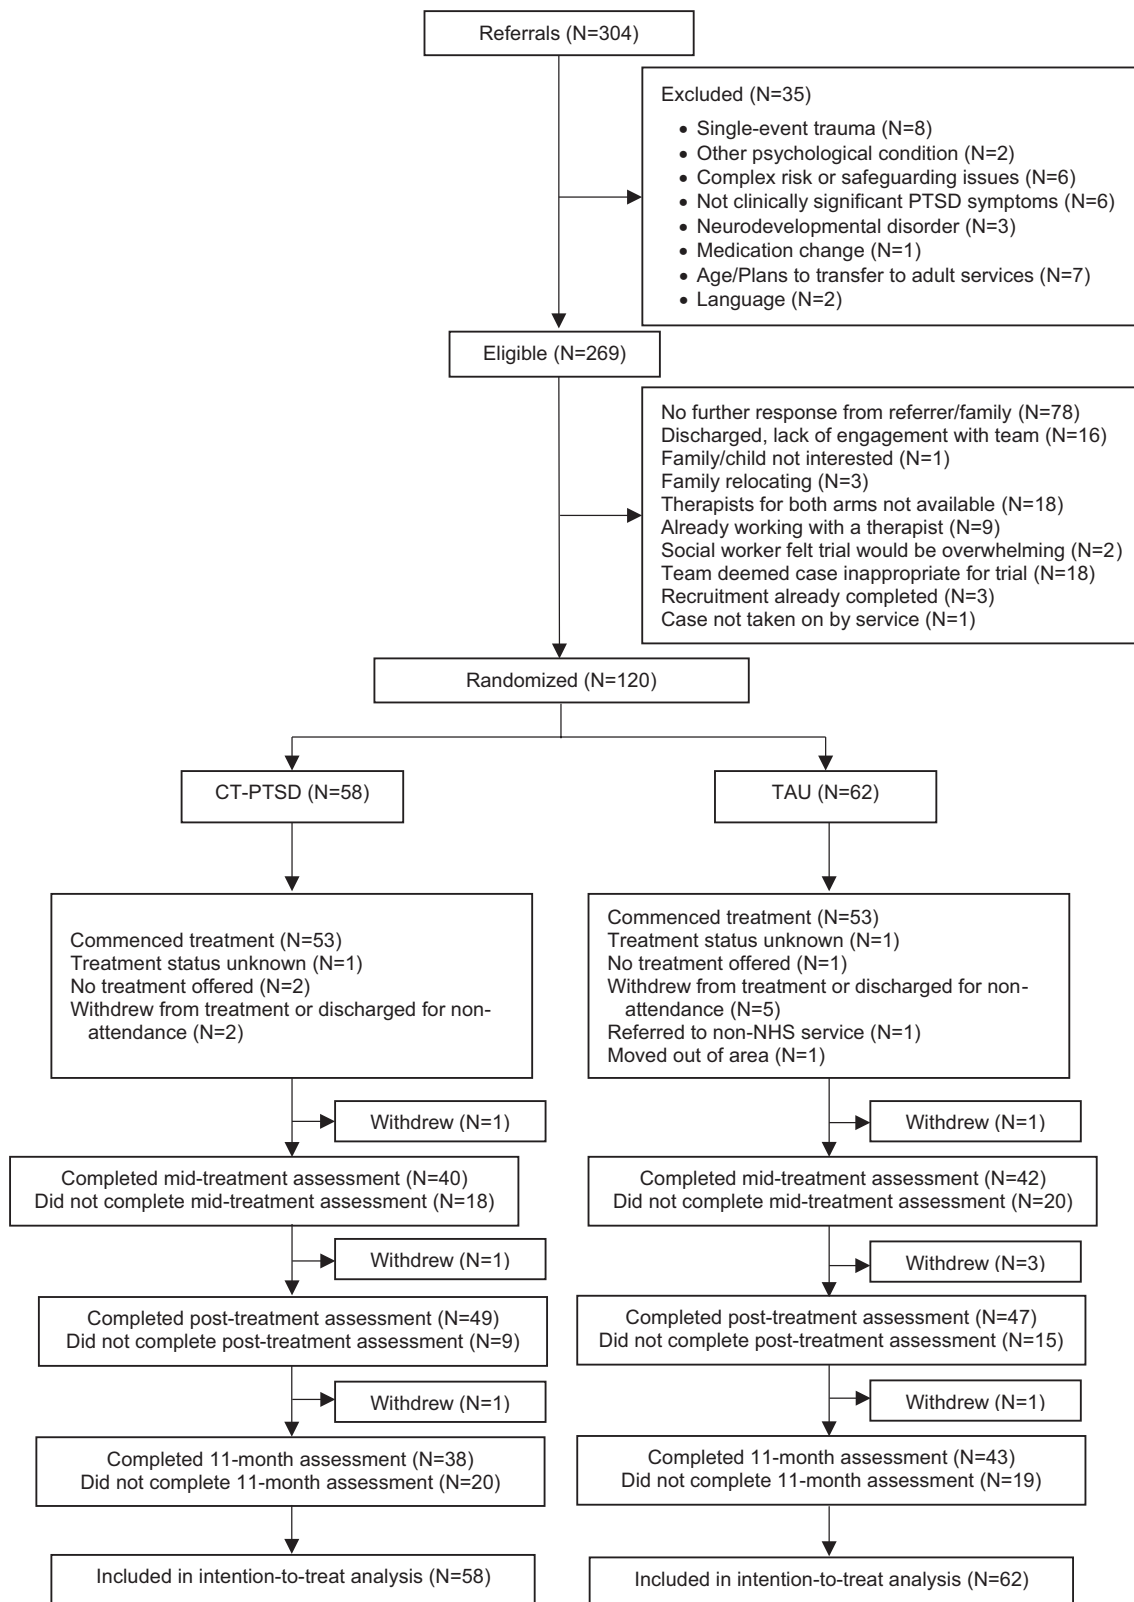 Referrals (N=304)
Excluded (N=35)
• Single-event trauma (N=8)
• Other psychological condition (N=2)
• Complex risk or safeguarding issues (N=6)
• Not clinically significant PTSD symptoms (N=6)
• Neurodevelopmental disorder (N=3)
• Medication change (N=1)
• Age/Plans to transfer to adult services (N=7)
• Language (N=2)
Eligible (N=269)
No further response from referrer/family (N=78)
Discharged, lack of engagement with team (N=16)
Family/child not interested (N=1)
Family relocating (N=3)
Therapists for both arms not available (N=18)
Already working with a therapist (N=9)
Social worker felt trial would be overwhelming (N=2)
Team deemed case inappropriate for trial (N=18)
Recruitment already completed (N=3)
Case not taken on by service (N=1)
Randomized (N=120)
CT-PTSD (N=58)
TAU (N=62)
Commenced treatment (N=53)
Treatment status unknown (N=1)
No treatment offered (N=2)
Withdrew from treatment or discharged for non-
attendance (N=2)
Commenced treatment (N=53)
Treatment status unknown (N=1)
No treatment offered (N=1)
Withdrew from treatment or discharged for non-
attendance (N=5)
Referred to non-NHS service (N=1)
Moved out of area (N=1)
Withdrew (N=1)
Withdrew (N=1)
Completed mid-treatment assessment (N=40)
Did not complete mid-treatment assessment (N=18)
Completed mid-treatment assessment (N=42)
Did not complete mid-treatment assessment (N=20)
Withdrew (N=1)
Withdrew (N=3)
Completed post-treatment assessment (N=49)
Did not complete post-treatment assessment (N=9)
Completed post-treatment assessment (N=47)
Did not complete post-treatment assessment (N=15)
Withdrew (N=1)
Withdrew (N=1)
Completed 11-month assessment (N=38)
Did not complete 11-month assessment (N=20)
Completed 11-month assessment (N=43)
Did not complete 11-month assessment (N=19)
Included in intention-to-treat analysis (N=58)
Included in intention-to-treat analysis (N=62)